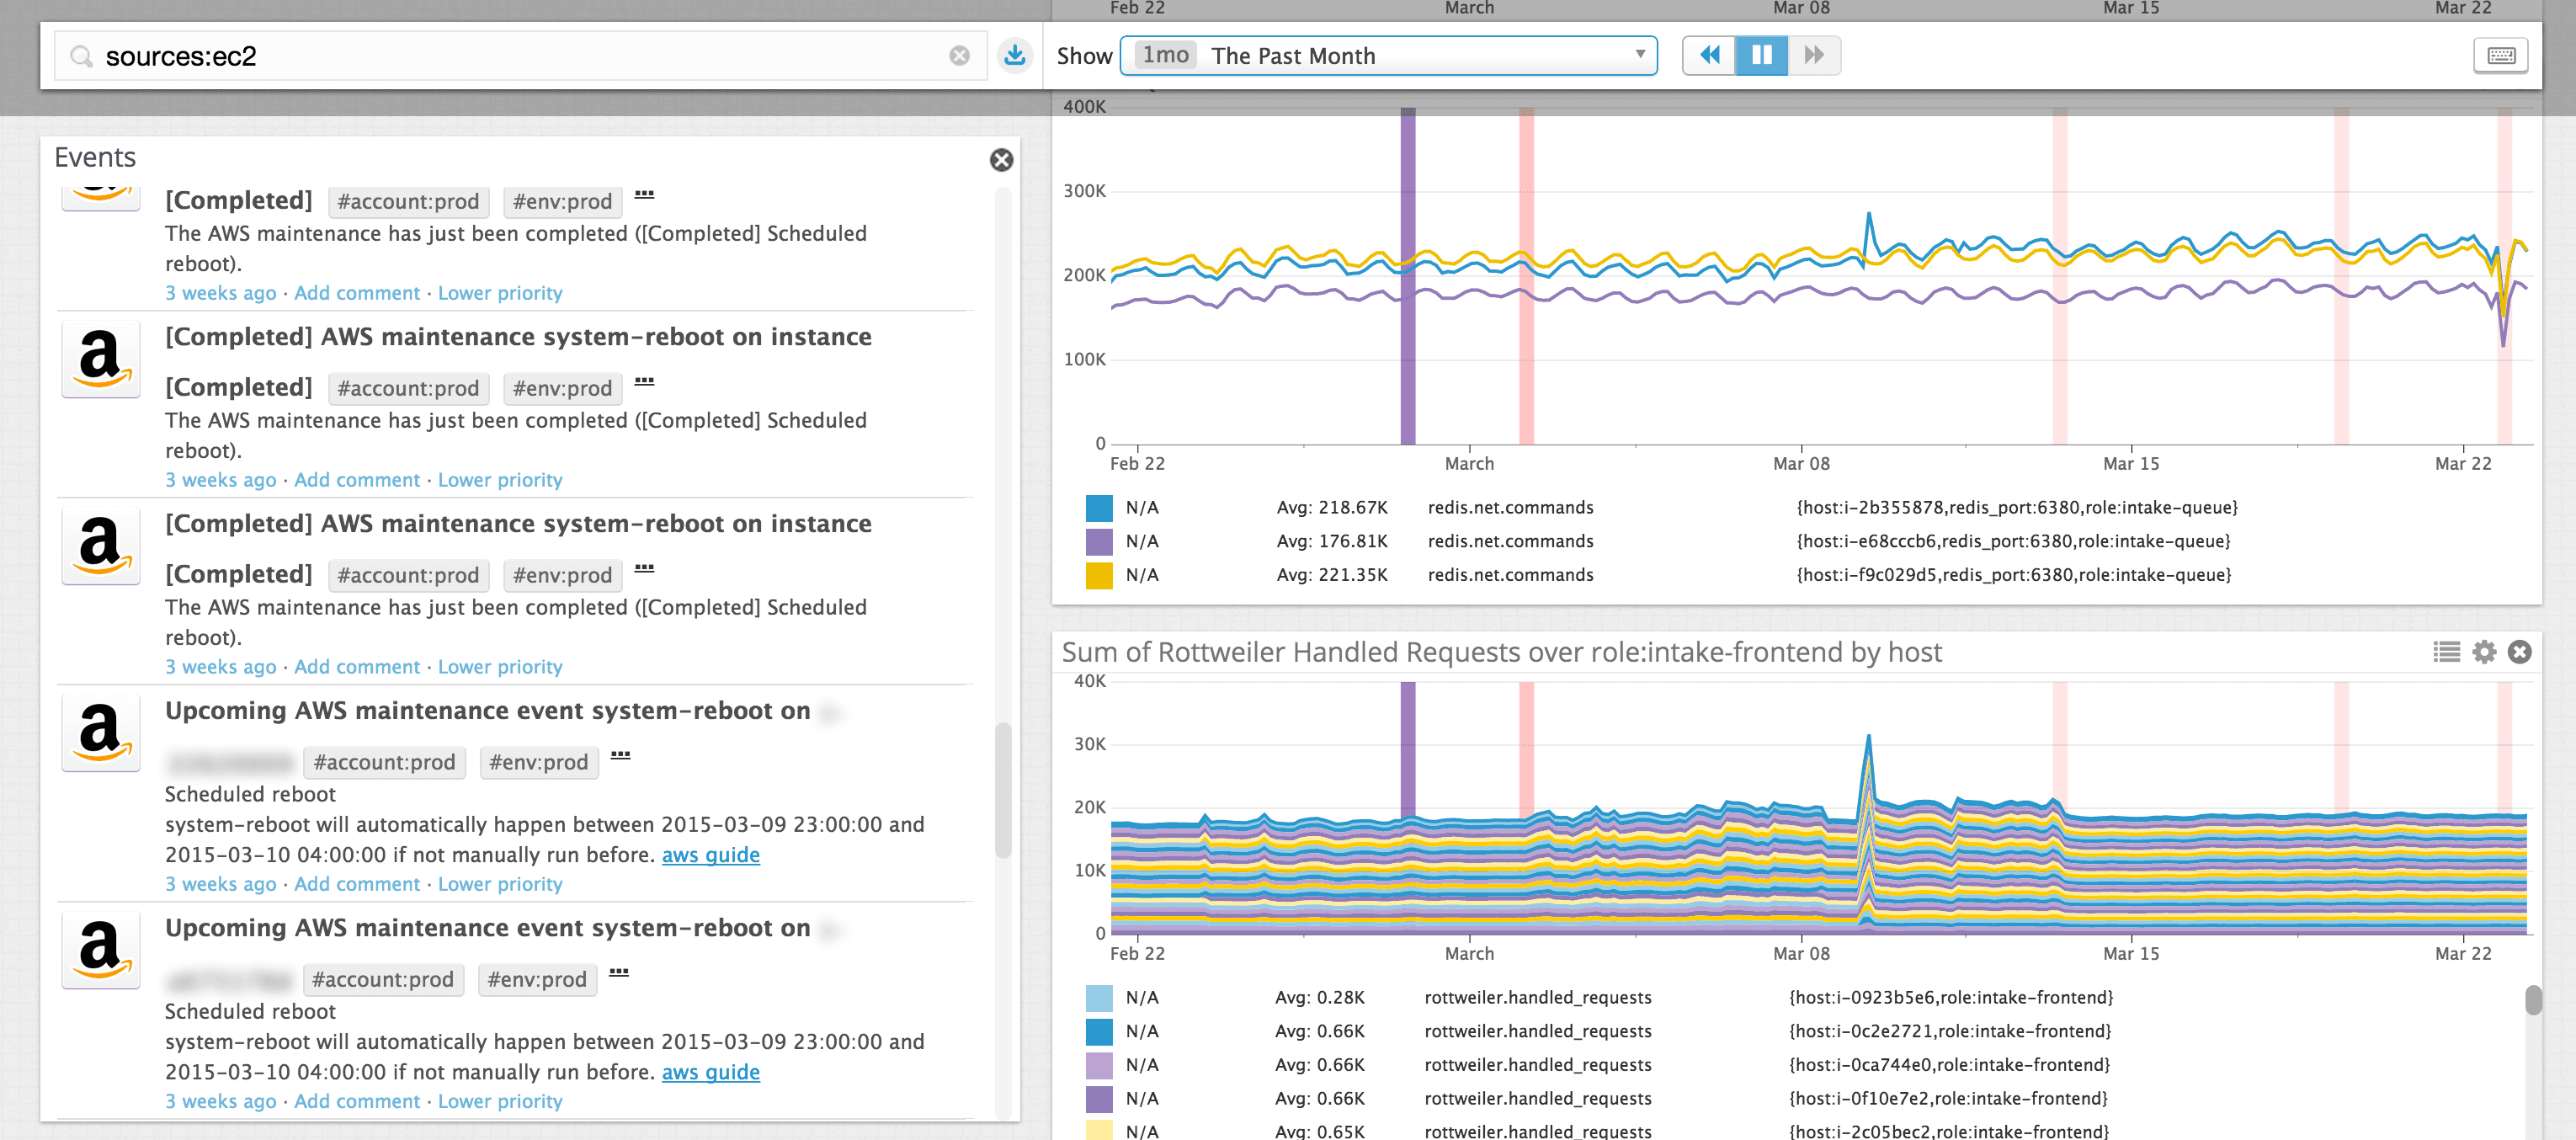 Feb 22 March Mar 08 Mar 15 Mar 22
sources:ec2
Show 1mo The Past Month
Events
[Completed] #account:prod #env:prod ...
The AWS maintenance has just been completed ([Completed] Scheduled
reboot).
3 weeks ago · Add comment · Lower priority
[Completed] AWS maintenance system-reboot on instance
[Completed] #account:prod #env:prod ...
The AWS maintenance has just been completed ([Completed] Scheduled
reboot).
3 weeks ago · Add comment · Lower priority
[Completed] AWS maintenance system-reboot on instance
[Completed] #account:prod #env:prod ...
The AWS maintenance has just been completed ([Completed] Scheduled
reboot).
3 weeks ago · Add comment · Lower priority
Upcoming AWS maintenance event system-reboot on
#account:prod #env:prod ...
Scheduled reboot
system-reboot will automatically happen between 2015-03-09 23:00:00 and
2015-03-10 04:00:00 if not manually run before. aws guide
3 weeks ago · Add comment · Lower priority
Upcoming AWS maintenance event system-reboot on
#account:prod #env:prod ...
Scheduled reboot
system-reboot will automatically happen between 2015-03-09 23:00:00 and
2015-03-10 04:00:00 if not manually run before. aws guide
3 weeks ago · Add comment · Lower priority
400K
300K
200K
100K
0
Feb 22 March Mar 08 Mar 15 Mar 22
N/A Avg: 218.67K redis.net.commands {host:i-2b355878,redis_port:6380,role:intake-queue}
N/A Avg: 176.81K redis.net.commands {host:i-e68cccb6,redis_port:6380,role:intake-queue}
N/A Avg: 221.35K redis.net.commands {host:i-f9c029d5,redis_port:6380,role:intake-queue}
Sum of Rottweiler Handled Requests over role:intake-frontend by host
40K
30K
20K
10K
0
Feb 22 March Mar 08 Mar 15 Mar 22
N/A Avg: 0.28K rottweiler.handled_requests {host:i-0923b5e6,role:intake-frontend}
N/A Avg: 0.66K rottweiler.handled_requests {host:i-0c2e2721,role:intake-frontend}
N/A Avg: 0.66K rottweiler.handled_requests {host:i-0ca744e0,role:intake-frontend}
N/A Avg: 0.66K rottweiler.handled_requests {host:i-0f10e7e2,role:intake-frontend}
N/A Avg: 0.65K rottweiler.handled_requests {host:i-2c05bec2,role:intake-frontend}